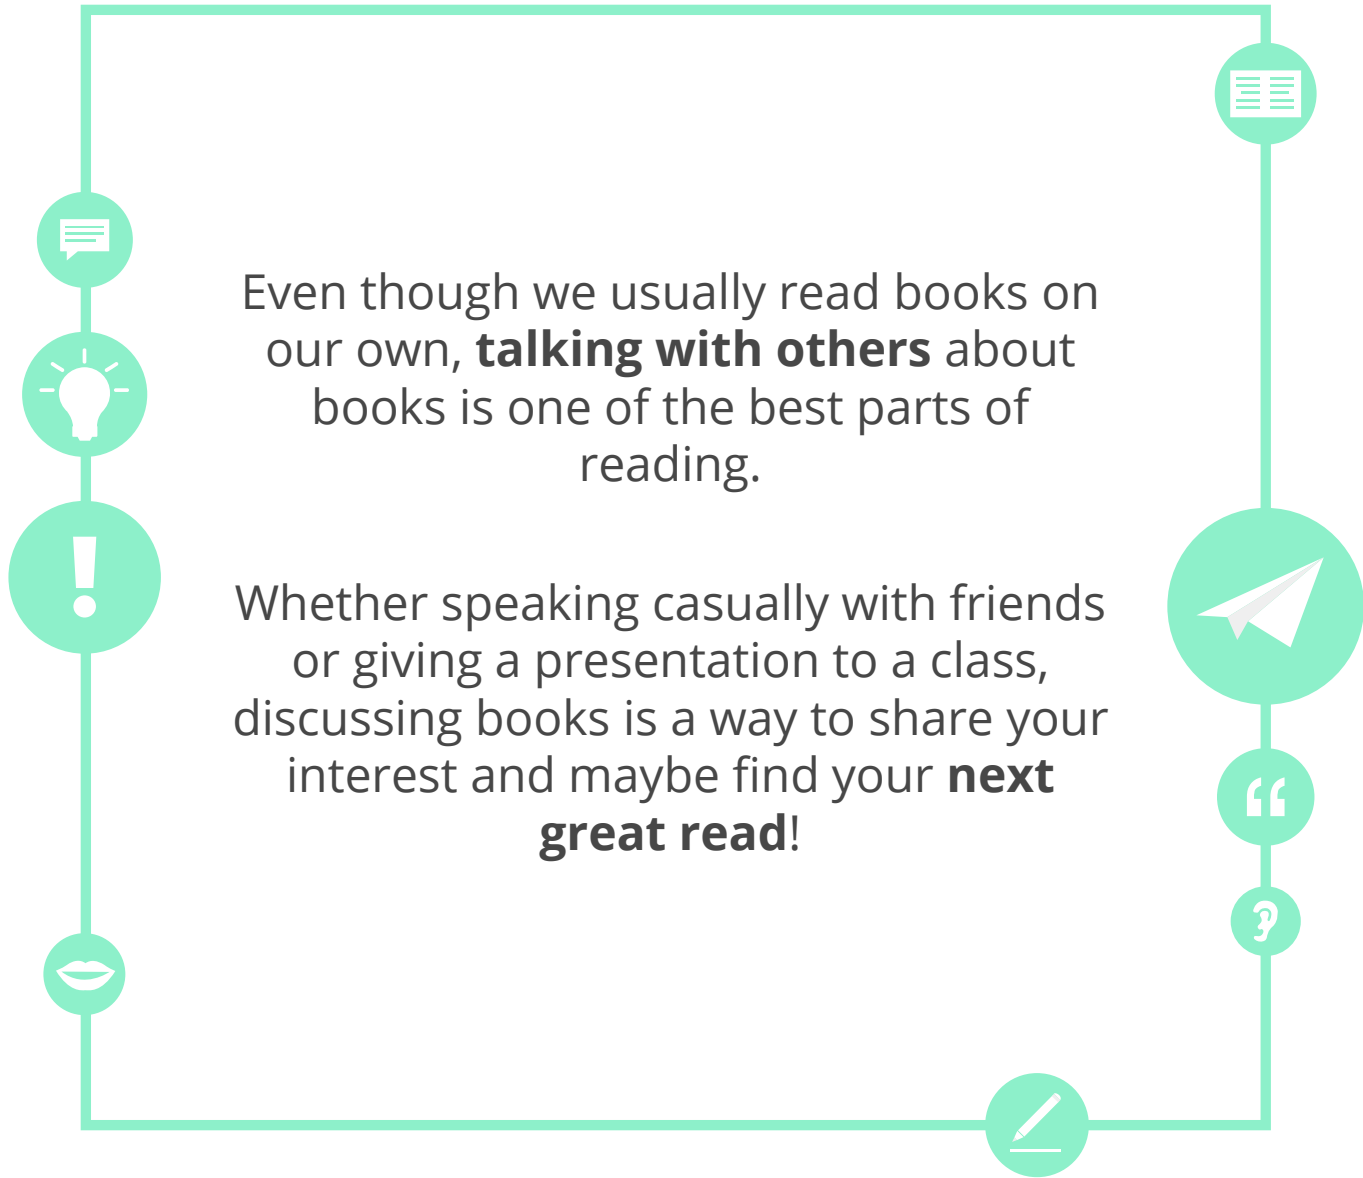 Even though we usually read books on
our own, talking with others about
books is one of the best parts of
reading.
Whether speaking casually with friends
or giving a presentation to a class,
discussing books is a way to share your
interest and maybe find your next
great read!